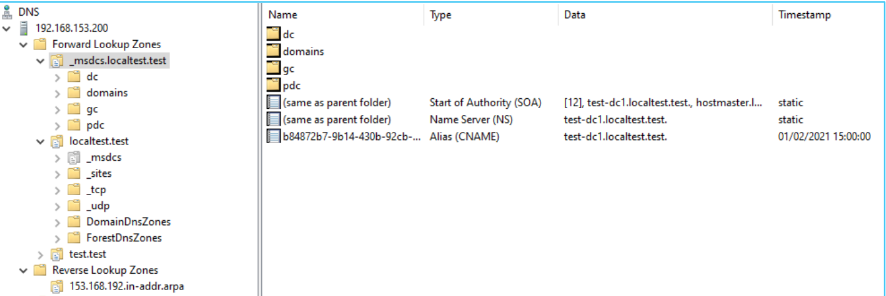 DNS
192.168.153.200
Forward Lookup Zones
_msdcs.localtest.test
dc
domains
gc
pdc
localtest.test
_msdcs
_sites
_tcp
_udp
DomainDnsZones
ForestDnsZones
test.test
Reverse Lookup Zones
153.168.192.in-addr.arpa
Name Type Data Timestamp
dc
domains
gc
pdc
(same as parent folder) Start of Authority (SOA) [12], test-dc1.localtest.test., hostmaster.l... static
(same as parent folder) Name Server (NS) test-dc1.localtest.test. static
b84872b7-9b14-430b-92cb-... Alias (CNAME) test-dc1.localtest.test. 01/02/2021 15:00:00